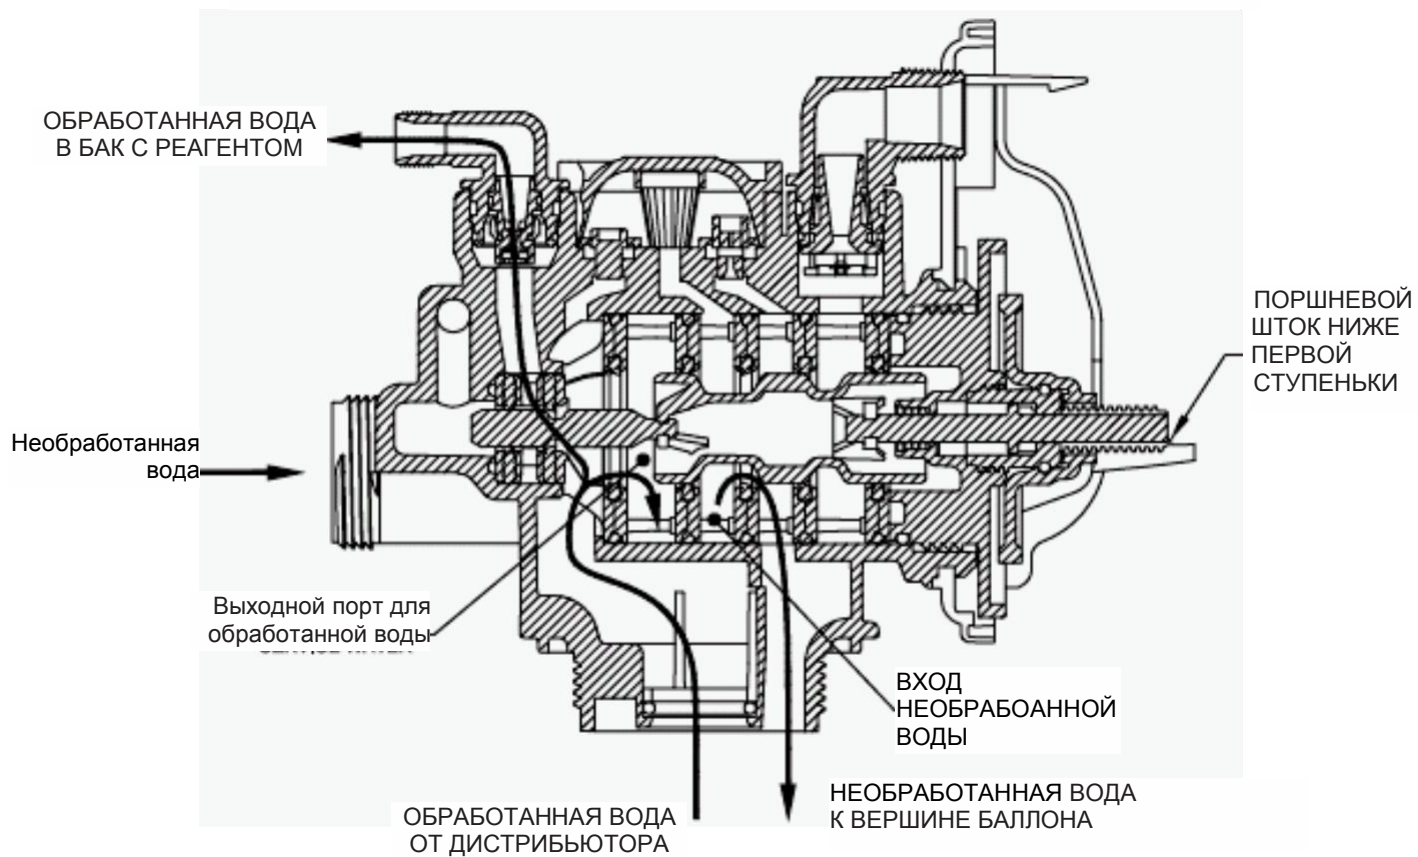 ОБРАБОТАННАЯ ВОДА
В БАК С РЕАГЕНТОМ
ПОРШНЕВОЙ
ШТОК НИЖЕ
ПЕРВОЙ
СТУПЕНЬКИ
Необработанная
вода
Выходной порт для
обработанной воды
ВХОД
НЕОБРАБОАННОЙ
ВОДЫ
ОБРАБОТАННАЯ ВОДА
ОТ ДИСТРИБЬЮТОРА
НЕОБРАБОТАННАЯ ВОДА
К ВЕРШИНЕ БАЛЛОНА